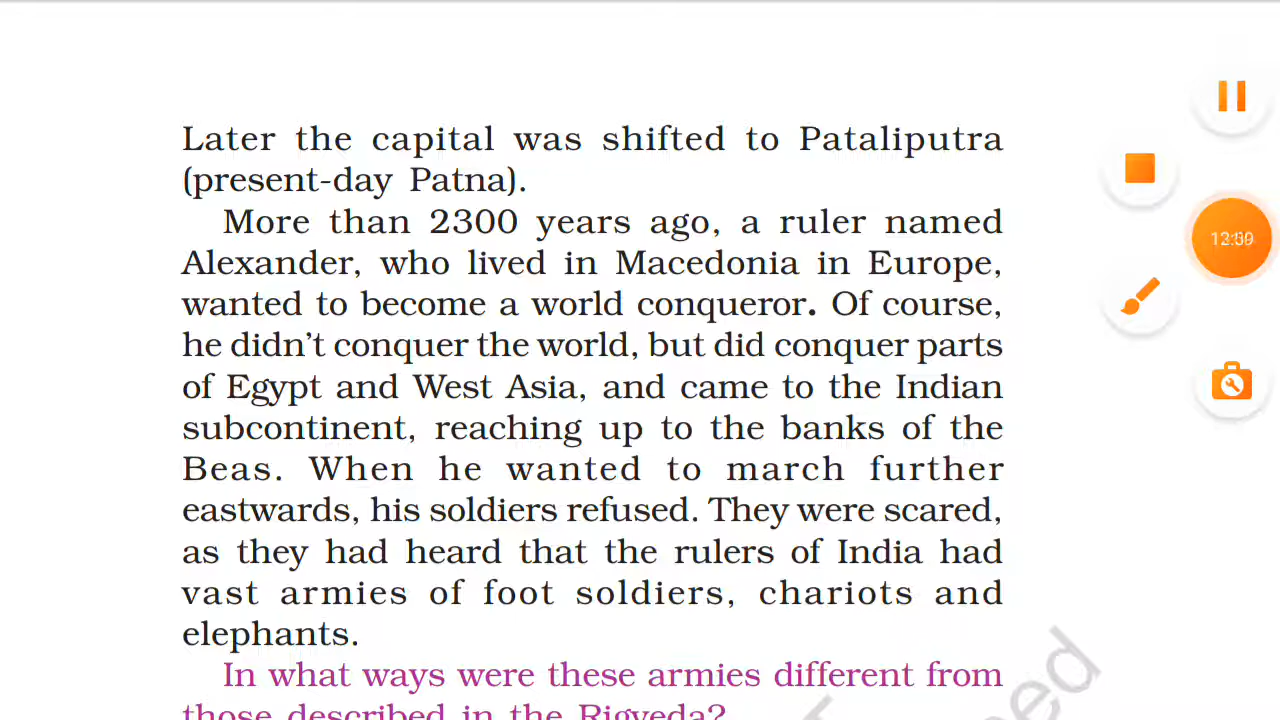 Later the capital was shifted to Pataliputra
(present-day Patna).
More than 2300 years ago, a ruler named
Alexander, who lived in Macedonia in Europe,
wanted to become a world conqueror. Of course,
he didn't conquer the world, but did conquer parts
of Egypt and West Asia, and came to the Indian
subcontinent, reaching up to the banks of the
Beas. When he wanted to march further
eastwards, his soldiers refused. They were scared,
as they had heard that the rulers of India had
vast armies of foot soldiers, chariots and
elephants.
In what ways were these armies different from
those described in the Rigveda?